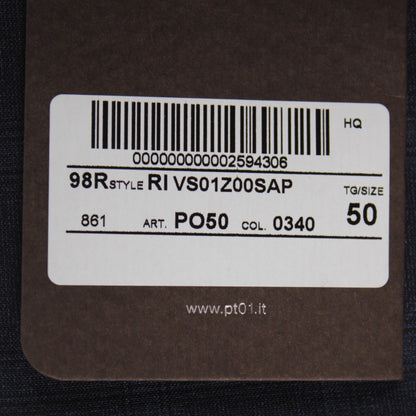 HQ
000000000002594306
98R STYLE RI VS01Z00SAP TG/SIZE
861 ART. PO50 COL. 0340 50
www.pt01.it